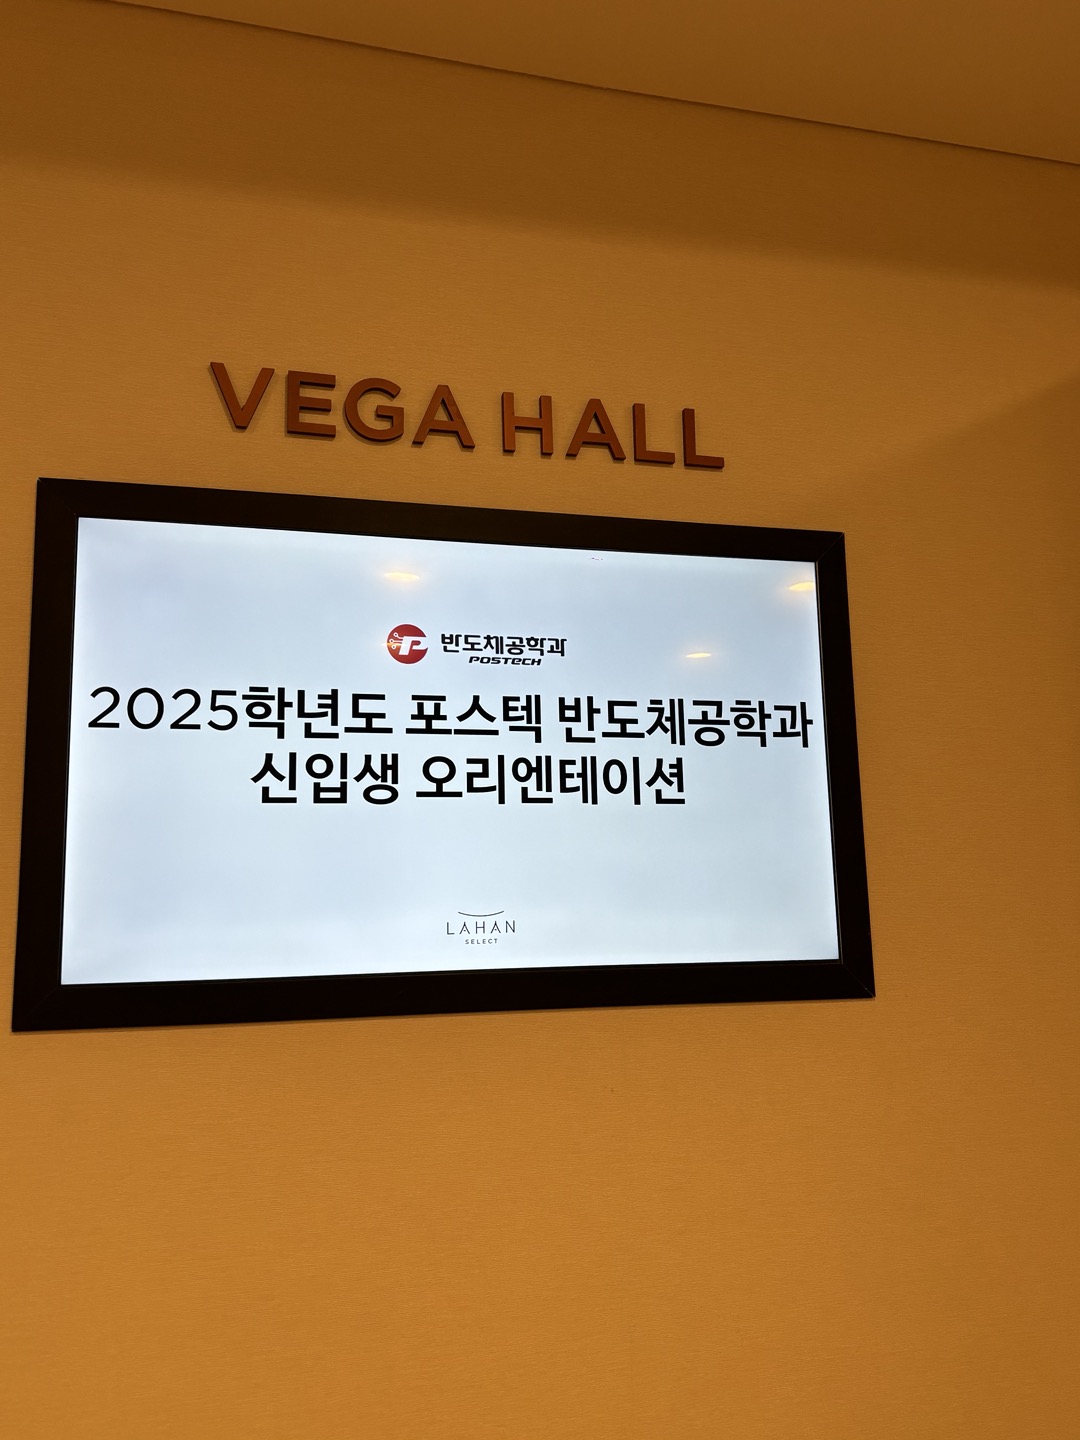 VEGA HALL
반도체공학과
POSTECH
2025학년도 포스텍 반도체공학과
신입생 오리엔테이션
LAHAN
SELECT